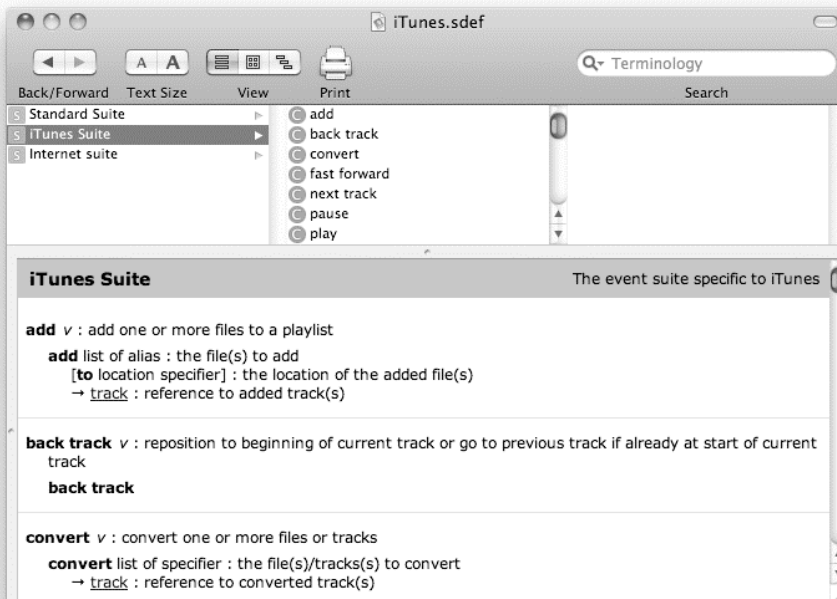 iTunes.sdef
A A
Terminology
Back/Forward Text Size View Print Search
S Standard Suite
S iTunes Suite
S Internet suite
C add
C back track
C convert
C fast forward
C next track
C pause
C play
iTunes Suite The event suite specific to iTunes
add v : add one or more files to a playlist
add list of alias : the file(s) to add
[to location specifier] : the location of the added file(s)
→ track : reference to added track(s)
back track v : reposition to beginning of current track or go to previous track if already at start of current
track
back track
convert v : convert one or more files or tracks
convert list of specifier : the file(s)/tracks(s) to convert
→ track : reference to converted track(s)